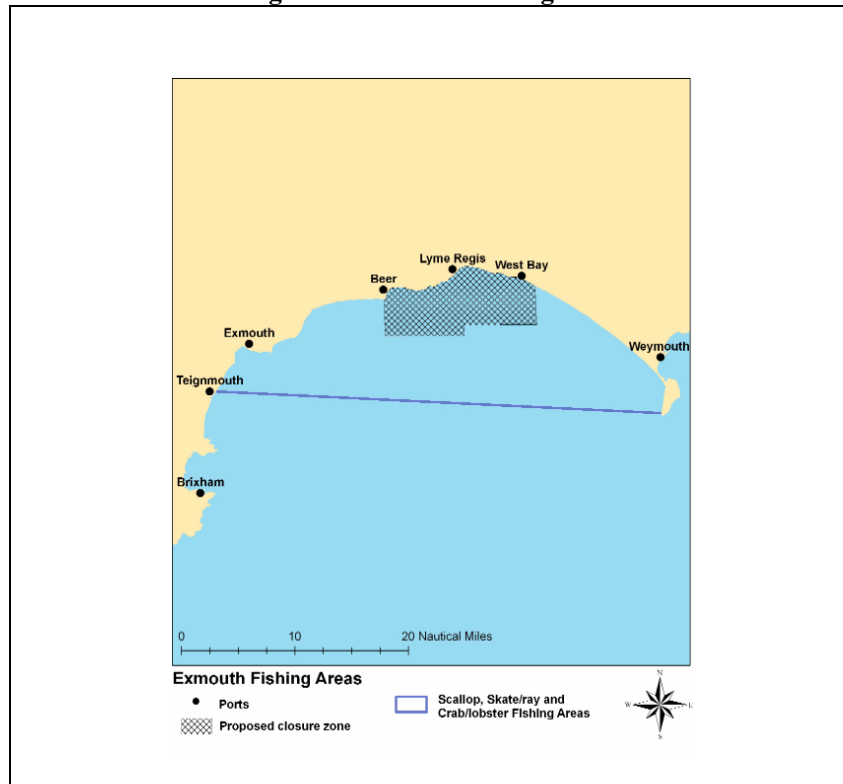 Lyme Regis
West Bay
Beer
Exmouth
Weymouth
Teignmouth
Brixham
0 10 20 Nautical Miles
Exmouth Fishing Areas
Ports
Proposed closure zone
Scallop, Skate/ray and
Crab/lobster Fishing Areas
N
W E
S